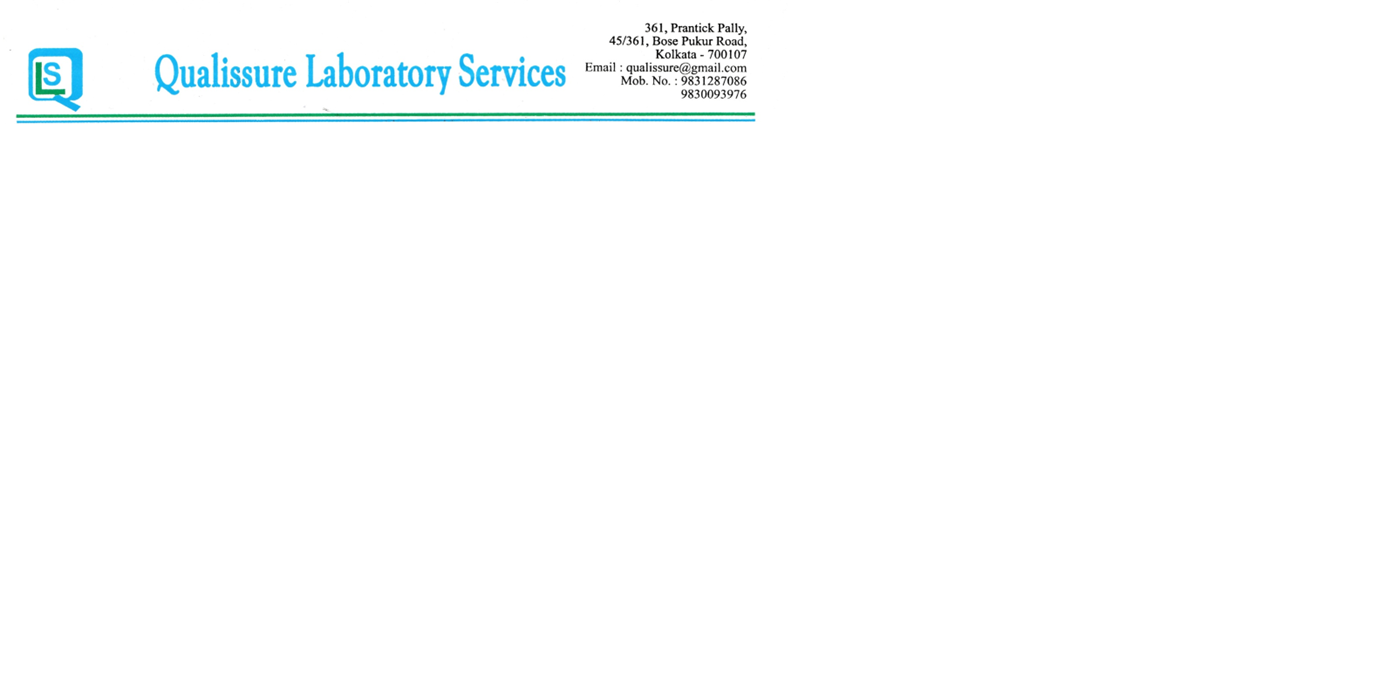 361, Prantick Pally,
45/361, Bose Pukur Road,
Kolkata - 700107
Email : qualissure@gmail.com
Mob. No. : 9831287086
9830093976
QLS
Qualissure Laboratory Services